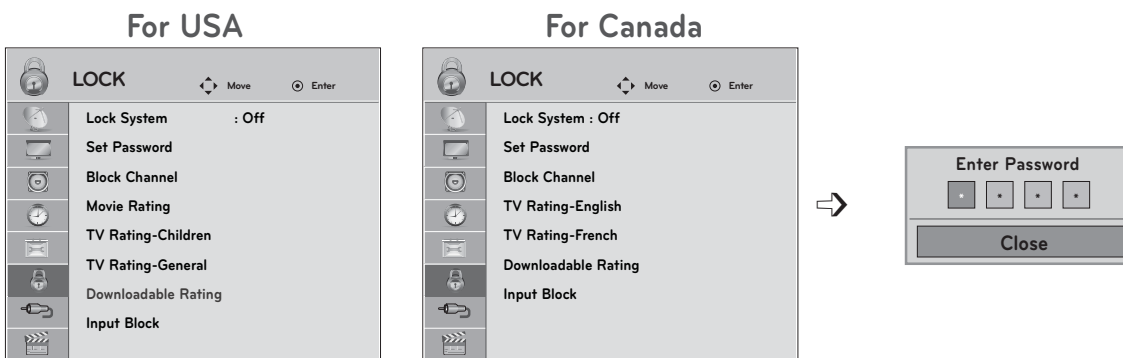 For USA
LOCK
Move
Enter
Lock System : Off
Set Password
Block Channel
Movie Rating
TV Rating-Children
TV Rating-General
Downloadable Rating
Input Block
For Canada
LOCK
Move
Enter
Lock System : Off
Set Password
Block Channel
TV Rating-English
TV Rating-French
Downloadable Rating
Input Block
Enter Password
* * * *
Close